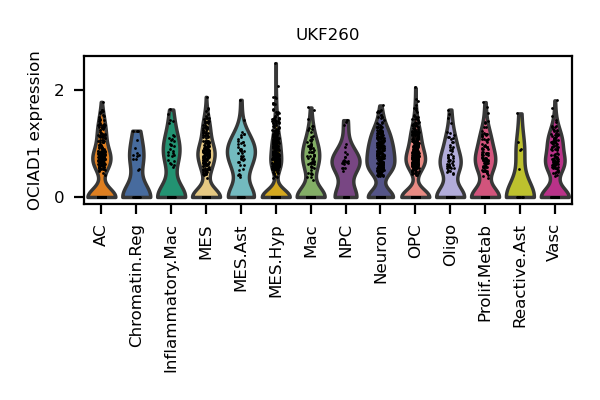 UKF260
OCIAD1 expression
2
0
AC
Chromatin.Reg
Inflammatory.Mac
MES
MES.Ast
MES.Hyp
Mac
NPC
Neuron
OPC
Oligo
Prolif.Metab
Reactive.Ast
Vasc